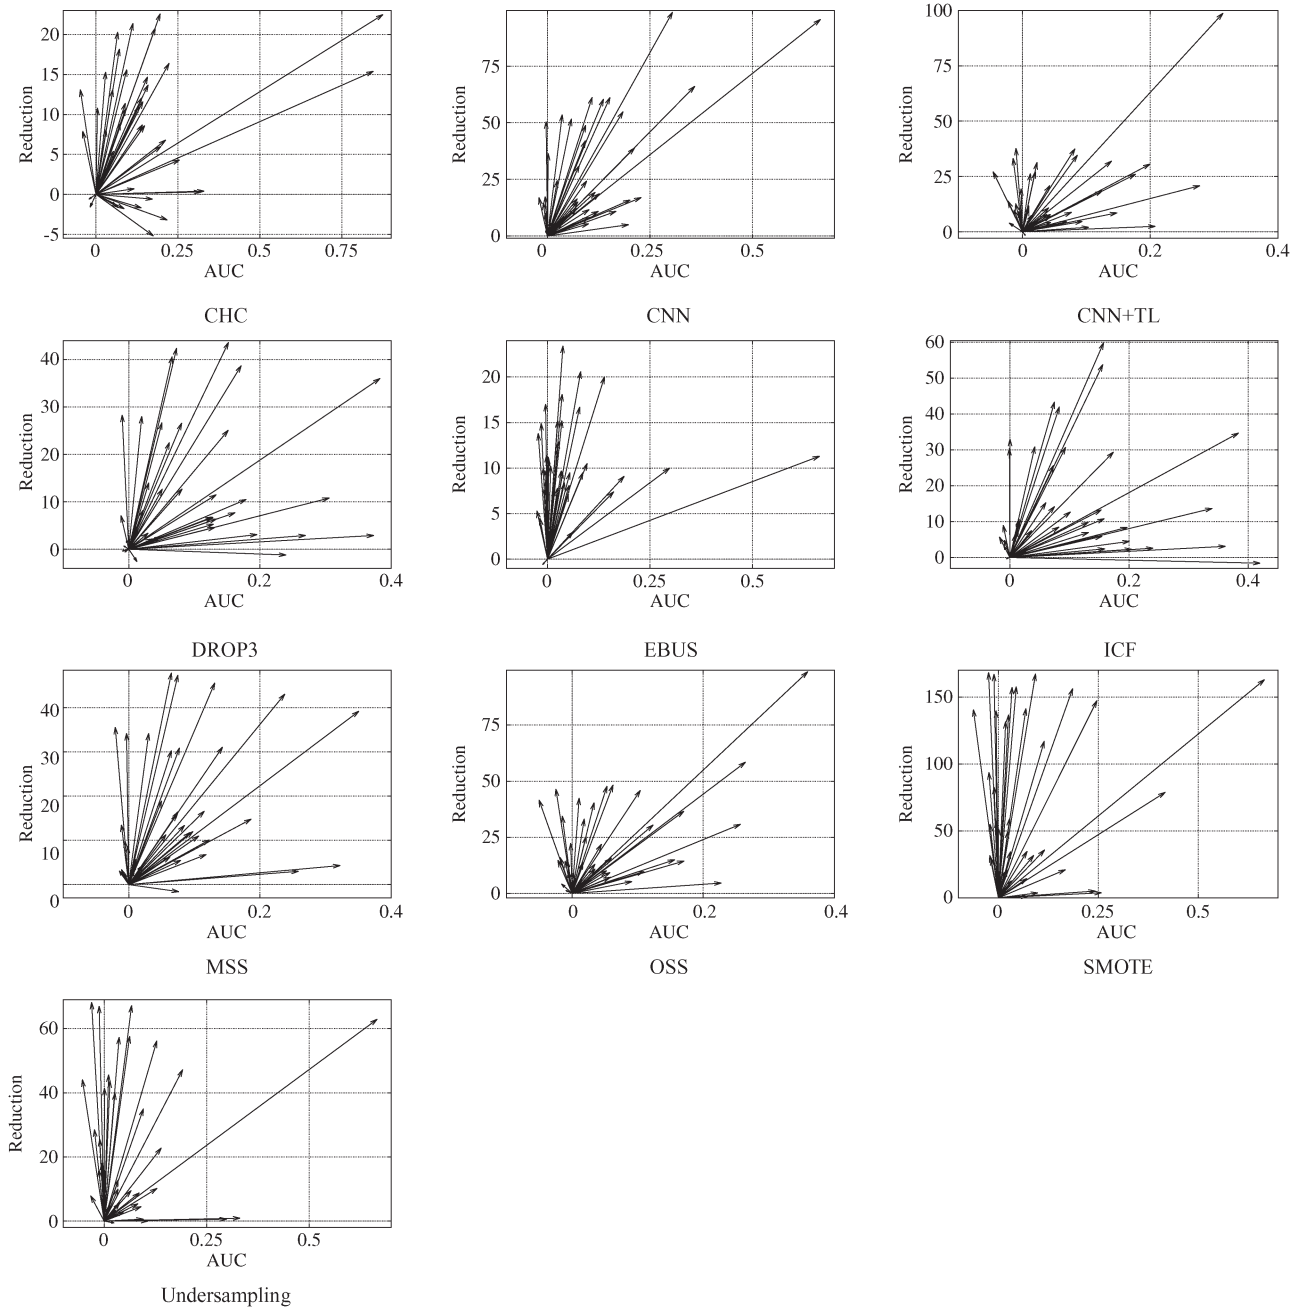 20
15
10
5
0
-5
Reduction
0
0.25
0.5
0.75
AUC
CHC
75
50
25
0
Reduction
0
0.25
0.5
AUC
CNN
100
75
50
25
0
Reduction
0
0.2
0.4
AUC
CNN+TL
40
30
20
10
0
Reduction
0
0.2
0.4
AUC
DROP3
20
15
10
5
0
Reduction
0
0.25
0.5
AUC
EBUS
60
50
40
30
20
10
0
Reduction
0
0.2
0.4
AUC
ICF
40
30
20
10
0
Reduction
0
0.2
0.4
AUC
MSS
75
50
25
0
Reduction
0
0.2
0.4
AUC
OSS
150
100
50
0
Reduction
0
0.25
0.5
AUC
SMOTE
60
40
20
0
Reduction
0
0.25
0.5
AUC
Undersampling